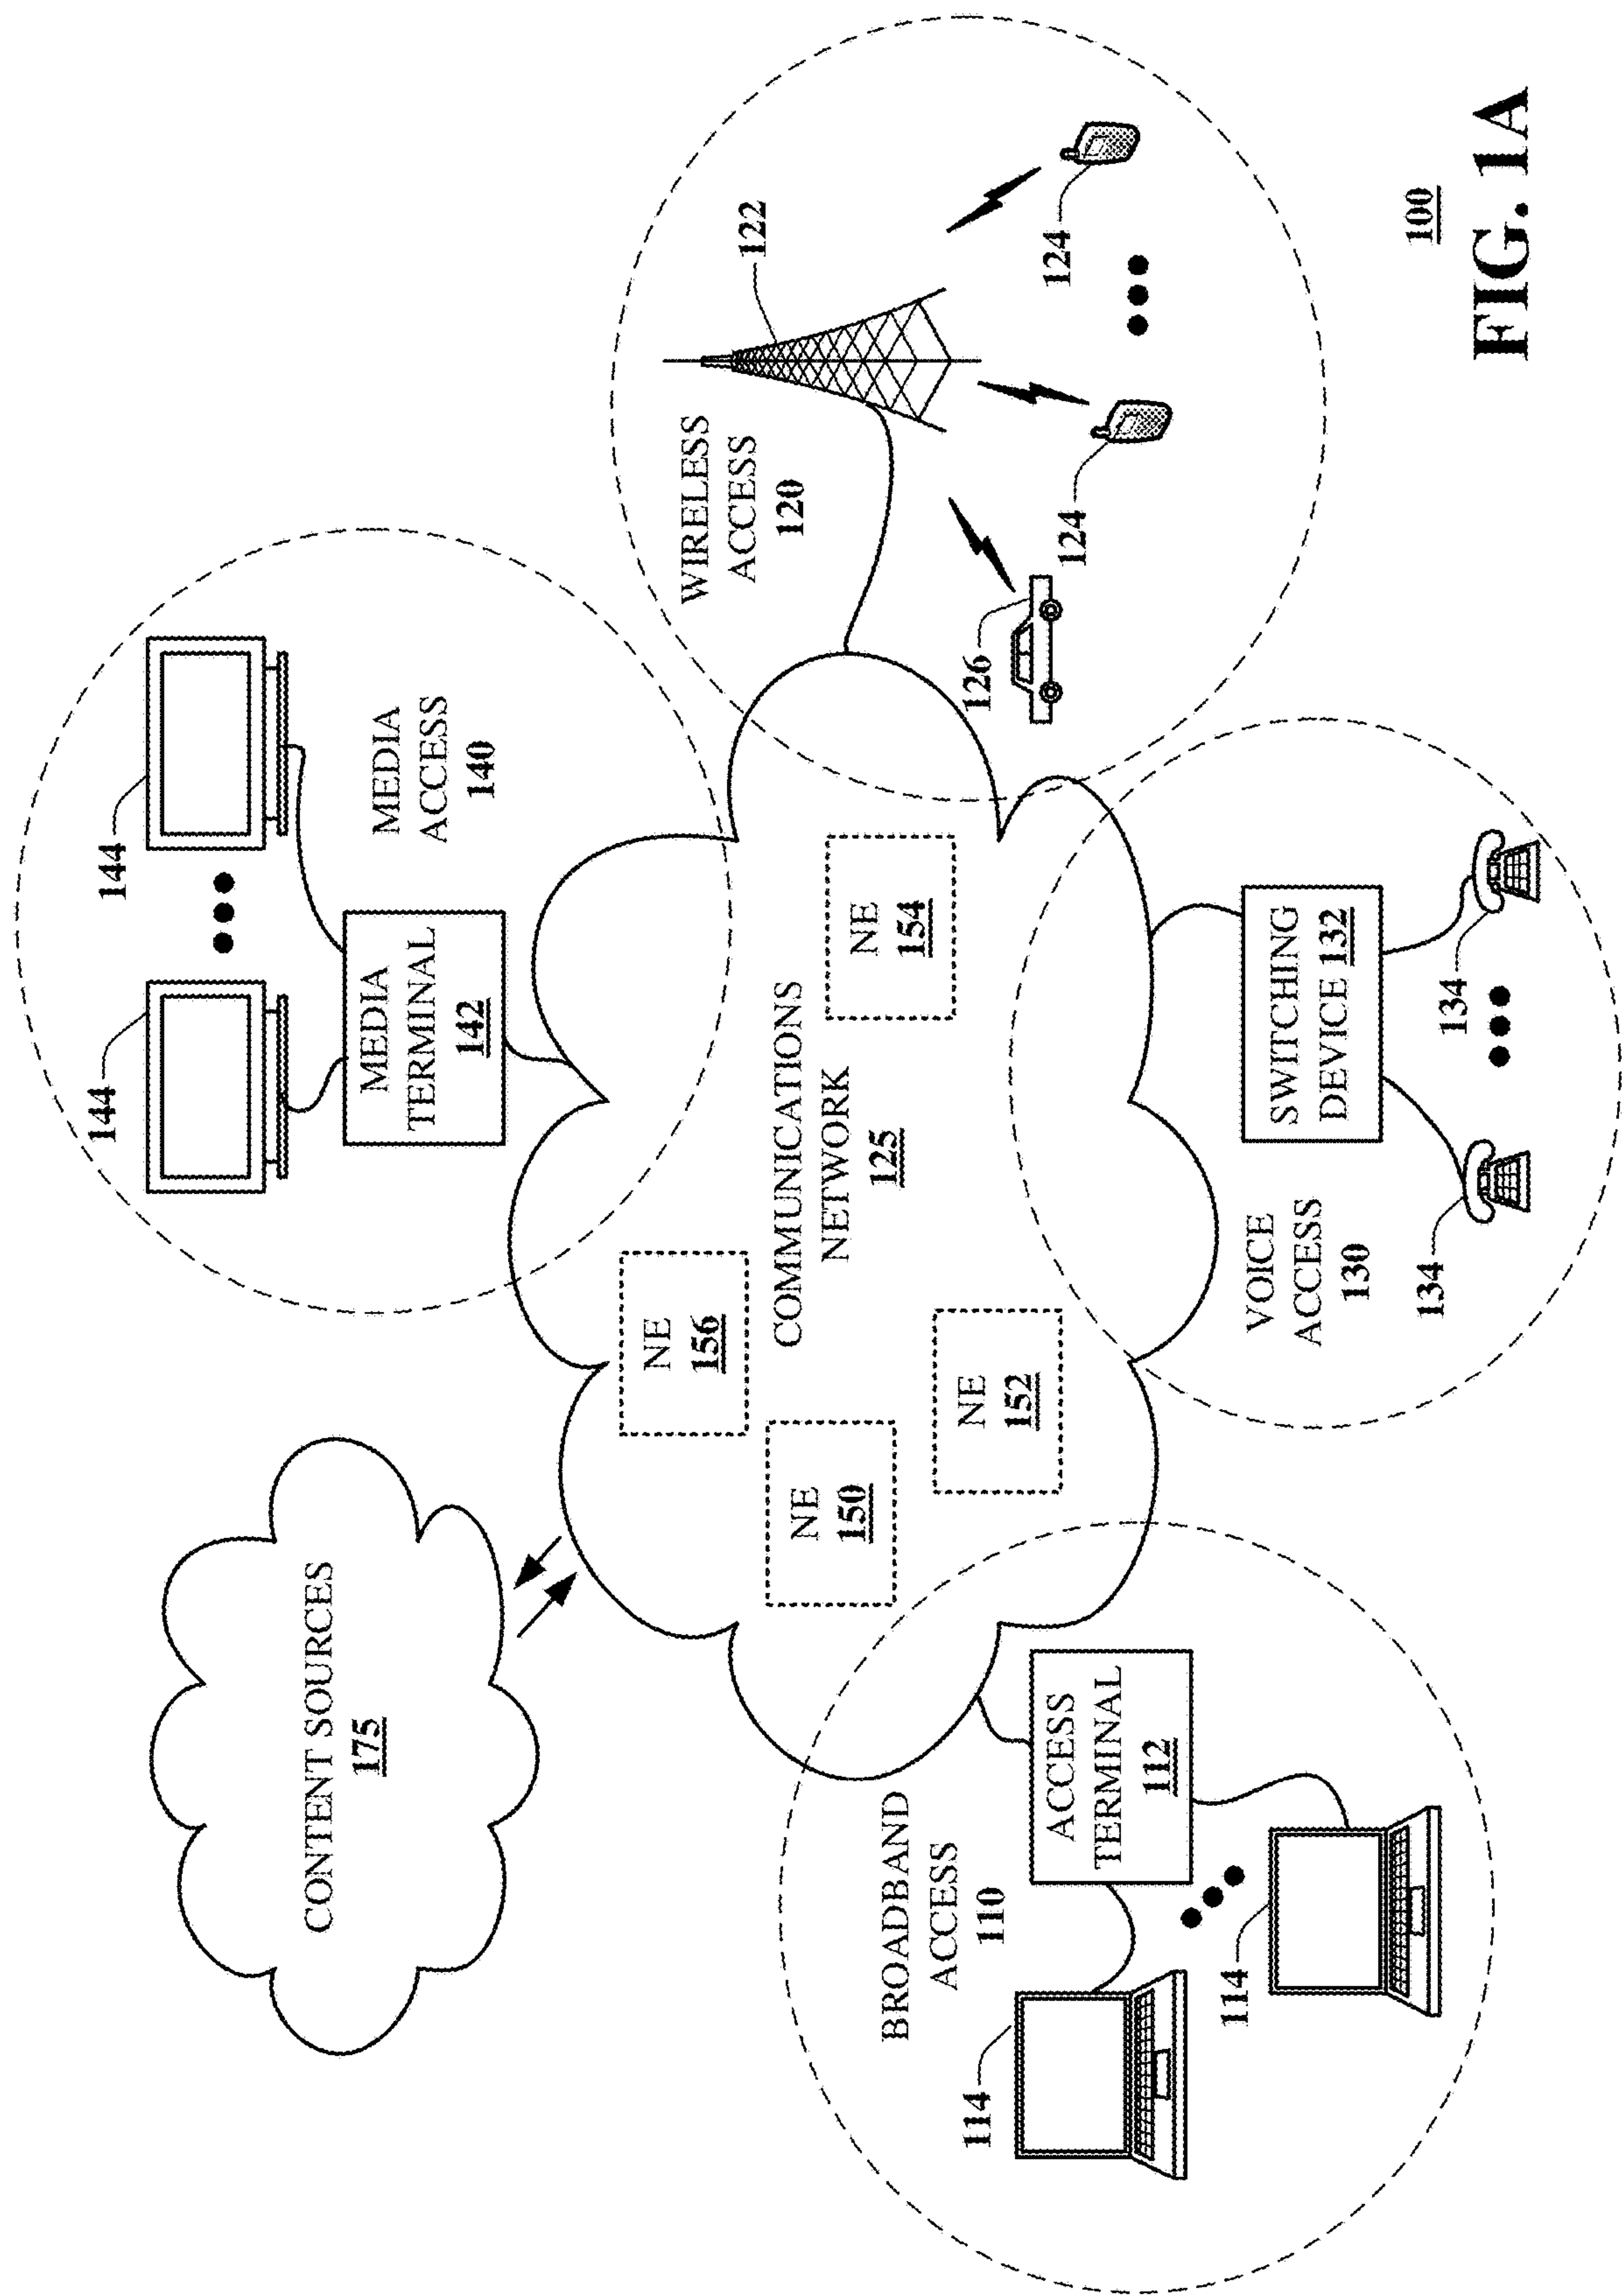 CONTENT SOURCES
175
144
144
MEDIA
TERMINAL
142
MEDIA
ACCESS
140
NE
156
NE
150
NE
152
COMMUNICATIONS
NETWORK
125
NE
154
WIRELESS
ACCESS
120
122
124
124
126
BROADBAND
ACCESS
110
ACCESS
TERMINAL
112
114
114
VOICE
ACCESS
130
SWITCHING
DEVICE 132
134
134
100
FIG. 1A